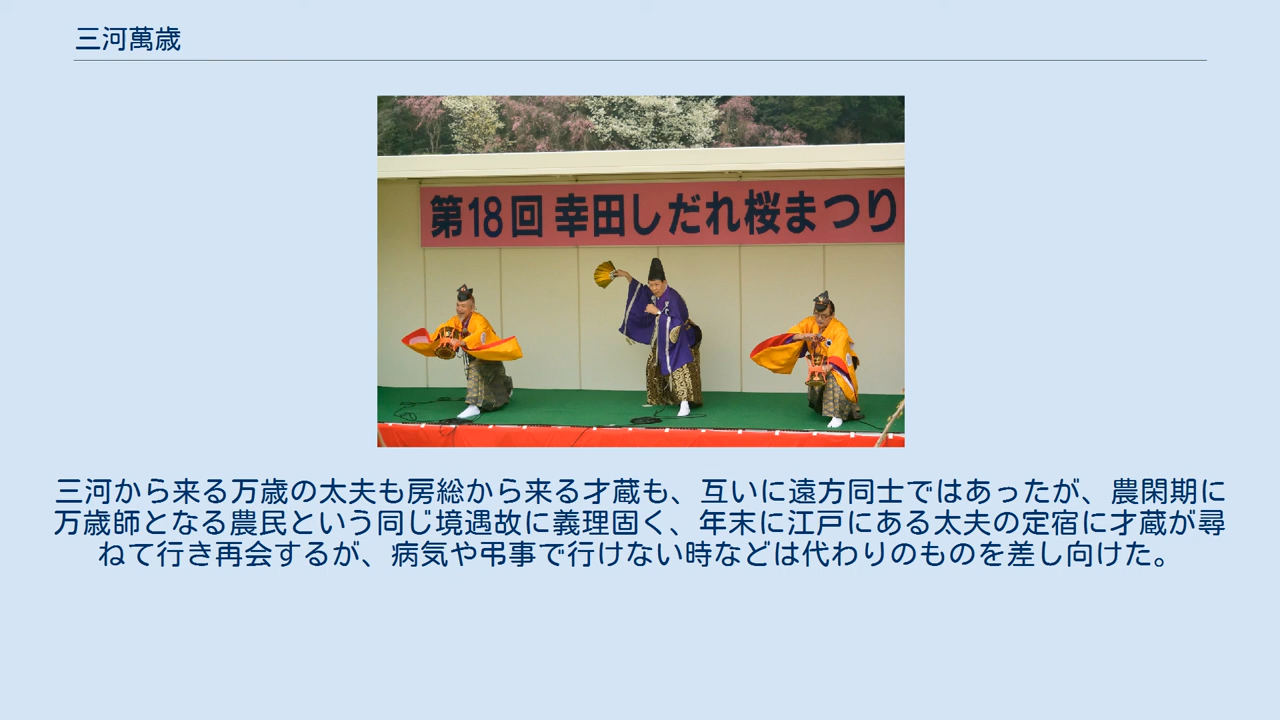 三河萬歳
第18回 幸田しだれ桜まつり
三河から来る万歳の太夫も房総から来る才蔵も、互いに遠方同士ではあったが、農閑期に
万歳師となる農民という同じ境遇故に義理固く、年末に江戸にある太夫の定宿に才蔵が尋
ねて行き再会するが、病気や弔事で行けない時などは代わりのものを差し向けた。